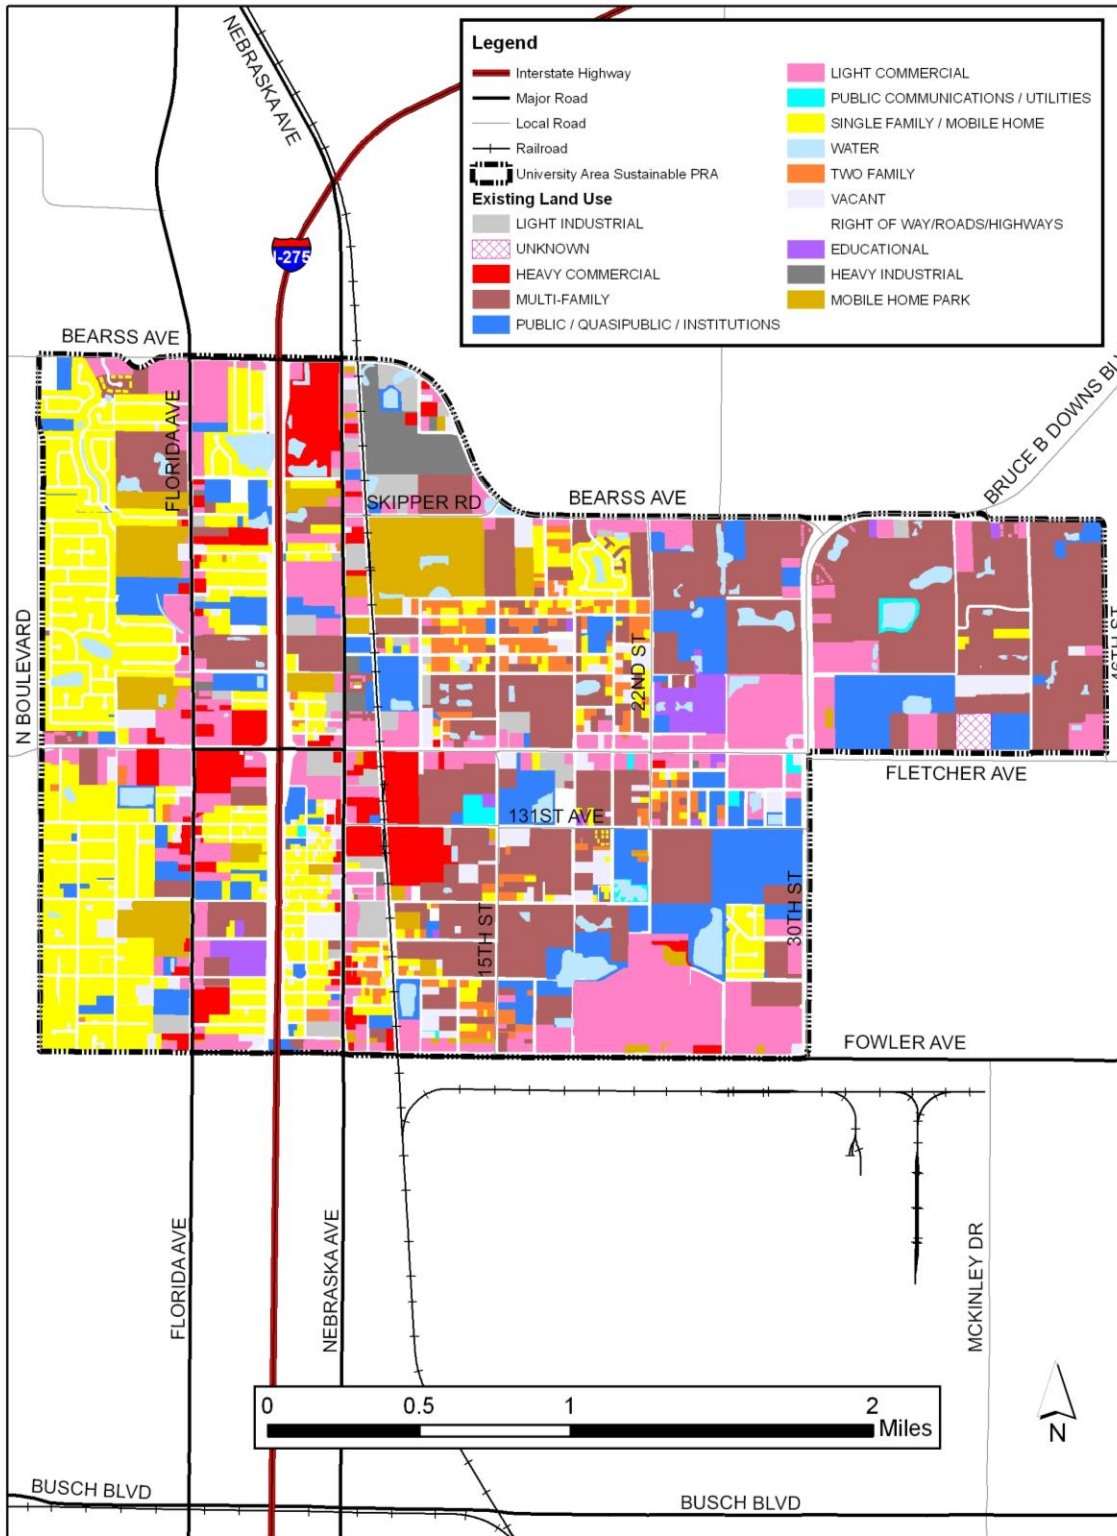 Legend
Interstate Highway
Major Road
Local Road
Railroad
University Area Sustainable PRA
Existing Land Use
LIGHT INDUSTRIAL
UNKNOWN
HEAVY COMMERCIAL
MULTI-FAMILY
PUBLIC / QUASIPUBLIC / INSTITUTIONS
LIGHT COMMERCIAL
PUBLIC COMMUNICATIONS / UTILITIES
SINGLE FAMILY / MOBILE HOME
WATER
TWO FAMILY
VACANT
RIGHT OF WAY/ROADS/HIGHWAYS
EDUCATIONAL
HEAVY INDUSTRIAL
MOBILE HOME PARK
NEBRASKA AVE
I-275
BEARSS AVE
FLORIDA AVE
SKIPPER RD
BEARSS AVE
BRUCE B DOWNS
N BOULEVARD
22ND ST
46TH ST
FLETCHER AVE
131ST AVE
15TH ST
30TH ST
FOWLER AVE
FLORIDA AVE
NEBRASKA AVE
MCKINLEY DR
0 0.5 1 2
Miles
N
BUSCH BLVD
BUSCH BLVD